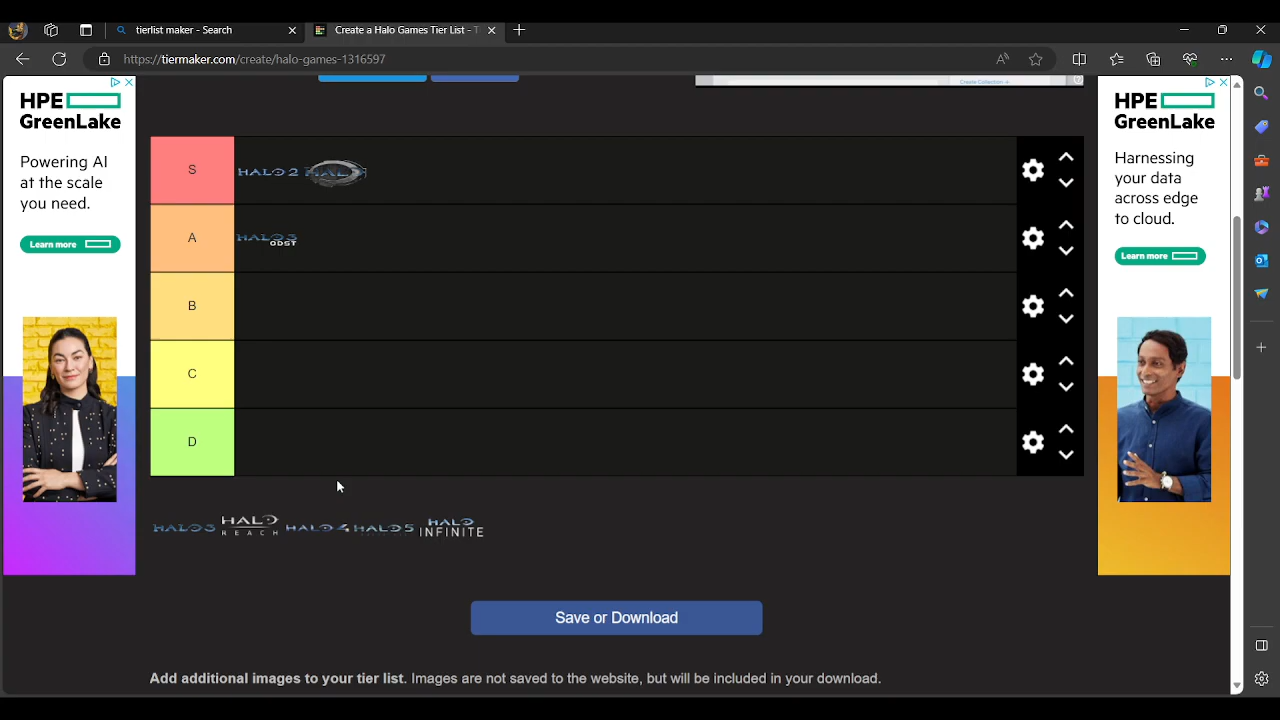 tierlist maker - Search
Create a Halo Games Tier List - T
https://tiermaker.com/create/halo-games-1316597
Create Collection +
HPE
GreenLake
Powering AI
at the scale
you need.
Learn more
HPE
GreenLake
Harnessing
your data
across edge
to cloud.
Learn more
S
HALO 2 HALO
A
HALO 3
ODST
B
C
D
HALO 3 HALO REACH HALO 4 HALO 5 HALO INFINITE
Save or Download
Add additional images to your tier list. Images are not saved to the website, but will be included in your download.